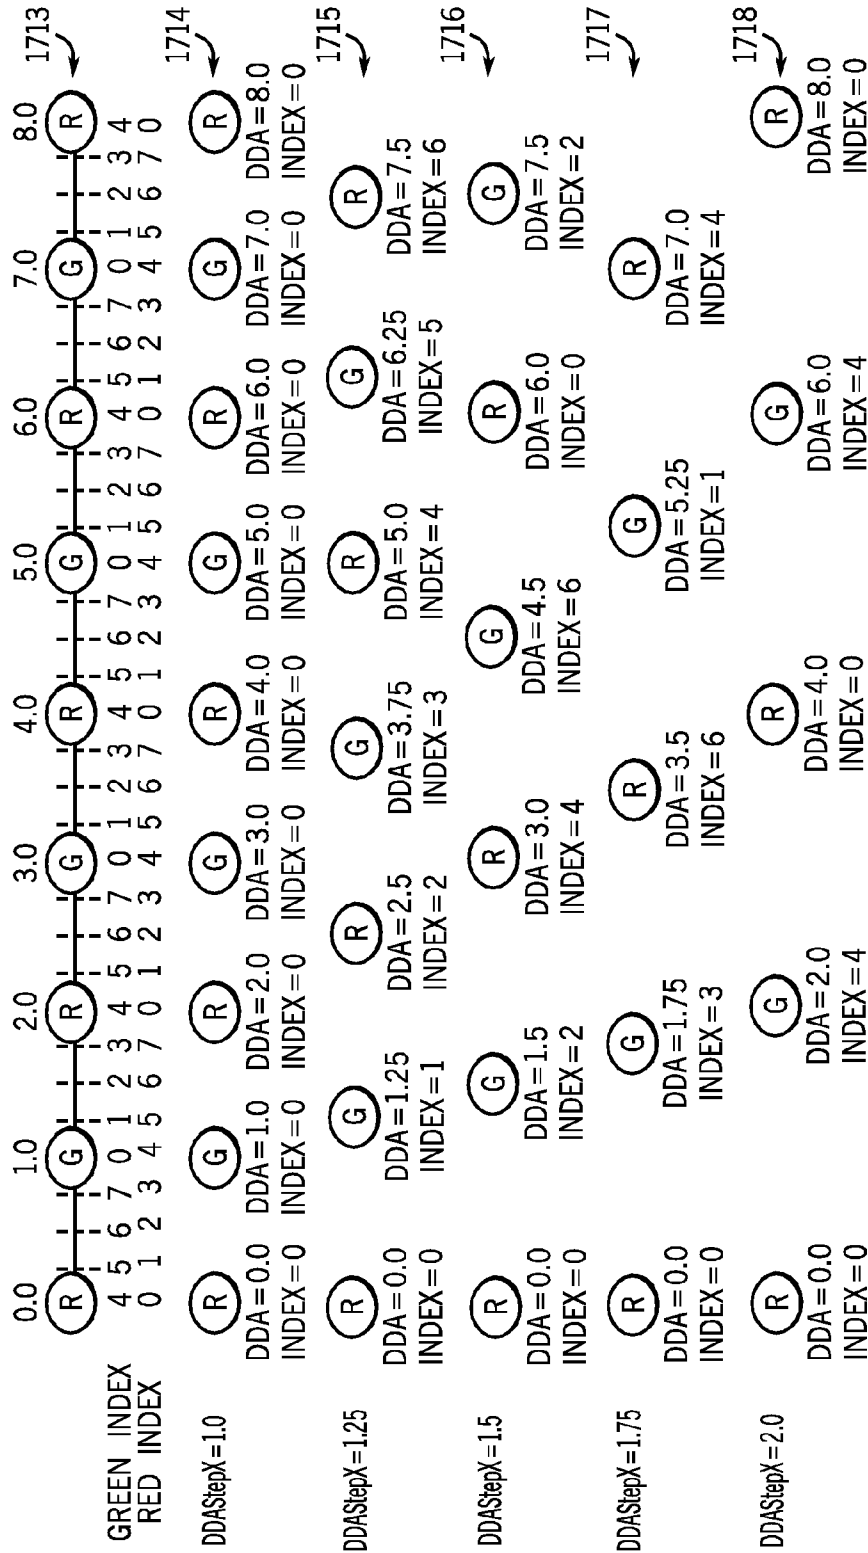 0.0 1.0 2.0 3.0 4.0 5.0 6.0 7.0 8.0 1713
R G R G R G R G R
GREEN INDEX 4 5 6 7 0 1 2 3 4 5 6 7 0 1 2 3 4 5 6 7 0 1 2 3 4 5 6 7 0 1 2 3 4
RED INDEX 0 1 2 3 4 5 6 7 0 1 2 3 4 5 6 7 0 1 2 3 4 5 6 7 0 1 2 3 4 5 6 7 0
1714
DDAStepX=1.0 R G R G R G R G R
DDA=0.0 DDA=1.0 DDA=2.0 DDA=3.0 DDA=4.0 DDA=5.0 DDA=6.0 DDA=7.0 DDA=8.0
INDEX=0 INDEX=0 INDEX=0 INDEX=0 INDEX=0 INDEX=0 INDEX=0 INDEX=0 INDEX=0
1715
DDAStepX=1.25 R G R G R G R
DDA=0.0 DDA=1.25 DDA=2.5 DDA=3.75 DDA=5.0 DDA=6.25 DDA=7.5
INDEX=0 INDEX=1 INDEX=2 INDEX=3 INDEX=4 INDEX=5 INDEX=6
1716
DDAStepX=1.5 R G R G R G
DDA=0.0 DDA=1.5 DDA=3.0 DDA=4.5 DDA=6.0 DDA=7.5
INDEX=0 INDEX=2 INDEX=4 INDEX=6 INDEX=0 INDEX=2
1717
DDAStepX=1.75 R G R G R
DDA=0.0 DDA=1.75 DDA=3.5 DDA=5.25 DDA=7.0
INDEX=0 INDEX=3 INDEX=6 INDEX=1 INDEX=4
1718
DDAStepX=2.0 R G R G R
DDA=0.0 DDA=2.0 DDA=4.0 DDA=6.0 DDA=8.0
INDEX=0 INDEX=4 INDEX=0 INDEX=4 INDEX=0